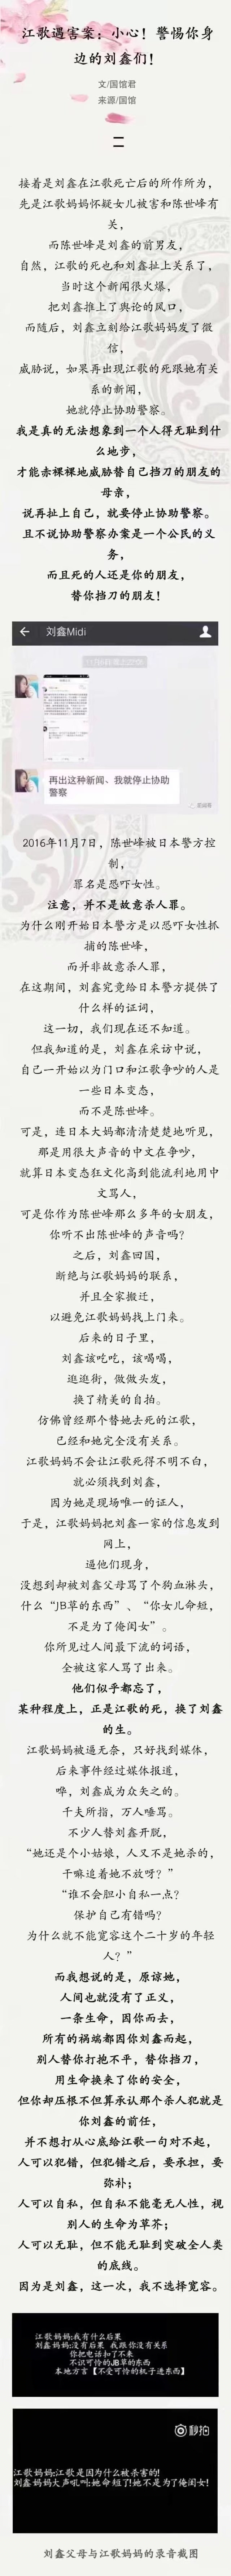 江歌遇害案：小心！警惕你身
边的刘鑫们！
文/国馆君
来源/国馆
二
接着是刘鑫在江歌死亡后的所作所为，
先是江歌妈妈怀疑女儿被害和陈世峰有
关，
而陈世峰是刘鑫的前男友，
自然，江歌的死也和刘鑫扯上关系了，
当时这个新闻很火爆，
把刘鑫推上了舆论的风口，
而随后，刘鑫立刻给江歌妈妈发了微
信，
威胁说，如果再出现江歌的死跟她有关
系的新闻，
她就停止协助警察。
我是真的无法想象到一个人得无耻到什
么地步，
才能赤裸裸地威胁替自己挡刀的朋友的
母亲，
说再扯上自己，就要停止协助警察。
且不说协助警察办案是一个公民的义
务，
而且死的人还是你的朋友，
替你挡刀的朋友！
刘鑫Midi
再出这种新闻、我就停止协助
警察
2016年11月7日，陈世峰被日本警方控
制，
罪名是恐吓女性。
注意，并不是故意杀人罪。
为什么刚开始日本警方是以恐吓女性抓
捕的陈世峰，
而并非故意杀人罪，
在这期间，刘鑫究竟给日本警方提供了
什么样的证词，
这一切，我们现在还不知道。
但我知道的是，刘鑫在采访中说，
自己一开始以为门口和江歌争吵的人是
一些日本变态，
而不是陈世峰。
可是，连日本大妈都清清楚楚地听见，
那是用很大声音的中文在争吵，
就算日本变态狂文化高到能流利地用中
文骂人，
可是你作为陈世峰那么多年的女朋友，
你听不出陈世峰的声音吗？
之后，刘鑫回国，
断绝与江歌妈妈的联系，
并且全家搬迁，
以避免江歌妈妈找上门来。
后来的日子里，
刘鑫该吃吃，该喝喝，
逛逛街，做做头发，
换了精美的自拍。
仿佛曾经那个替她去死的江歌，
已经和她完全没有关系。
江歌妈妈不会让江歌死得不明不白，
就必须找到刘鑫，
因为她是现场唯一的证人，
于是，江歌妈妈把刘鑫一家的信息发到
网上，
逼他们现身，
没想到却被刘鑫父母骂了个狗血淋头，
什么“JB草的东西”、“你女儿命短，
不是为了俺闺女”。
你所见过人间最下流的词语，
全被这家人骂了出来。
他们似乎都忘了，
某种程度上，正是江歌的死，换了刘鑫
的生。
江歌妈妈被逼无奈，只好找到媒体，
后来事件经过媒体报道，
哗，刘鑫成为众矢之的。
千夫所指，万人唾骂。
不少人替刘鑫开脱，
“她还是个小姑娘，人又不是她杀的，
干嘛追着她不放呀？”
“谁不会胆小自私一点？
保护自己有错吗？
为什么就不能宽容这个二十岁的年轻
人？”
而我想说的是，原谅她，
人间也就没有了正义，
一条生命，因你而去，
所有的祸端都因你刘鑫而起，
别人替你打抱不平，替你挡刀，
用生命换来了你的安全，
但你却压根不但算承认那个杀人犯就是
你刘鑫的前任，
并不想打从心底给江歌一句对不起，
人可以犯错，但犯错之后，要承担，要
弥补；
人可以自私，但自私不能毫无人性，视
别人的生命为草芥；
人可以无耻，但不能无耻到突破全人类
的底线。
因为是刘鑫，这一次，我不选择宽容。
江歌妈妈:我有什么后果
刘鑫妈妈:没有后果 我跟你没有关系
你把电话扣了不来
不识可怜的JB草的东西
本地方言【不受可怜的机子进东西】
秒拍
江歌妈妈:江歌是因为什么被杀害的!
刘鑫妈妈大声吼叫:她命短了!她不是为了俺闺女!
刘鑫父母与江歌妈妈的录音截图